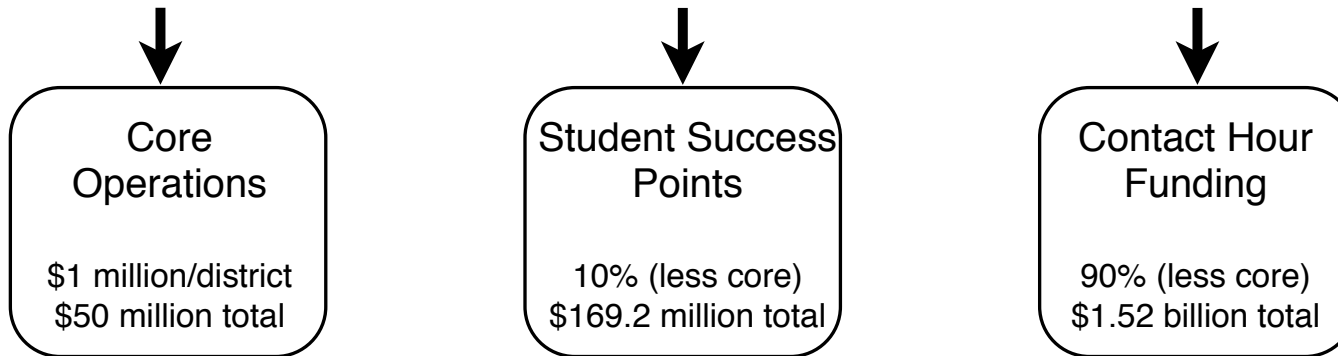 Core
Operations
$1 million/district
$50 million total
Student Success
Points
10% (less core)
$169.2 million total
Contact Hour
Funding
90% (less core)
$1.52 billion total